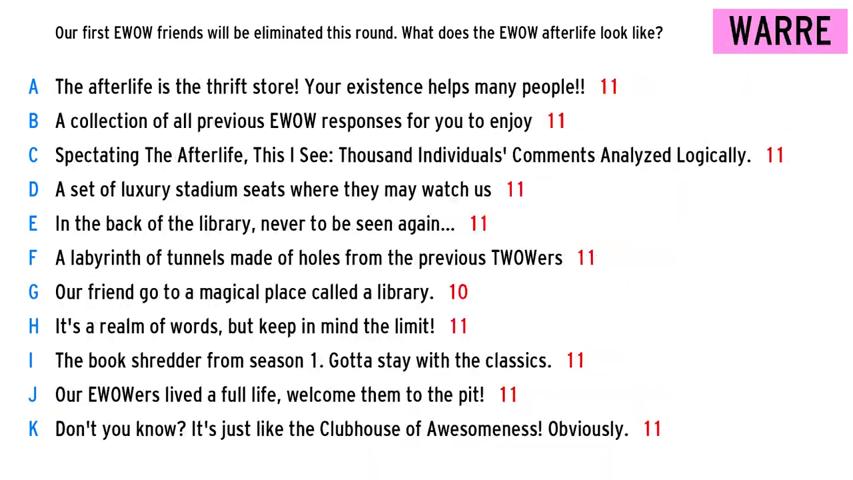 Our first EWOW friends will be eliminated this round. What does the EWOW afterlife look like?
WARRE
A The afterlife is the thrift store! Your existence helps many people!! 11
B A collection of all previous EWOW responses for you to enjoy 11
C Spectating The Afterlife, This I See: Thousand Individuals' Comments Analyzed Logically. 11
D A set of luxury stadium seats where they may watch us 11
E In the back of the library, never to be seen again... 11
F A labyrinth of tunnels made of holes from the previous TWOWers 11
G Our friend go to a magical place called a library. 10
H It's a realm of words, but keep in mind the limit! 11
I The book shredder from season 1. Gotta stay with the classics. 11
J Our EWOWers lived a full life, welcome them to the pit! 11
K Don't you know? It's just like the Clubhouse of Awesomeness! Obviously. 11